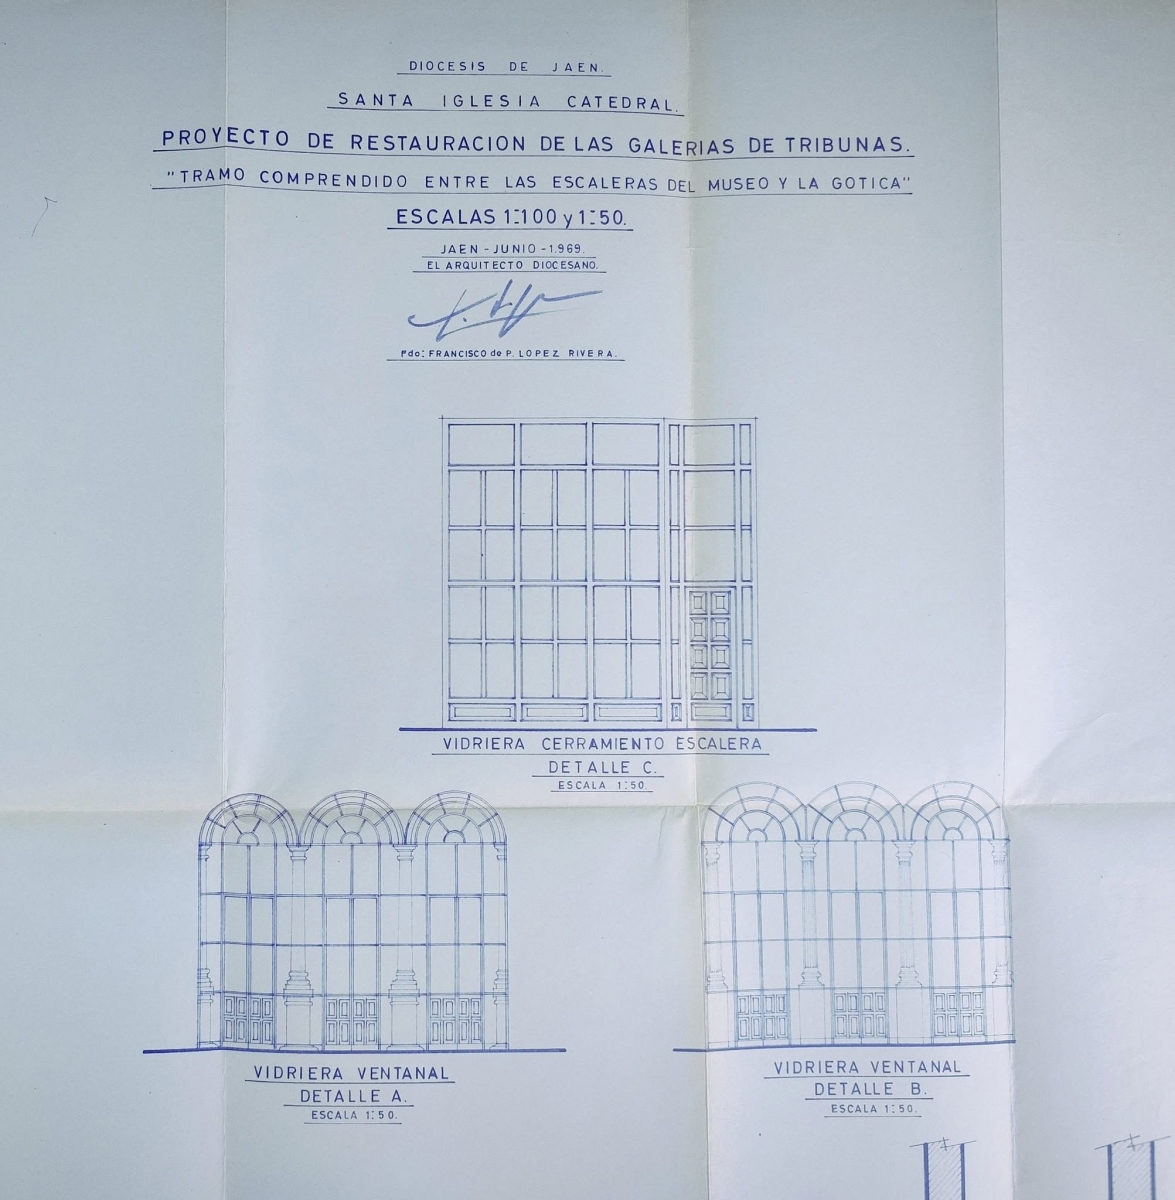 DIOCESIS DE JAEN.
SANTA IGLESIA CATEDRAL.
PROYECTO DE RESTAURACION DE LAS GALERIAS DE TRIBUNAS.
"TRAMO COMPRENDIDO ENTRE LAS ESCALERAS DEL MUSEO Y LA GOTICA"
ESCALAS 1:100 y 1:50.
JAEN - JUNIO - 1.969.
EL ARQUITECTO DIOCESANO.
Fdo: FRANCISCO de P. LOPEZ RIVERA.
VIDRIERA CERRAMIENTO ESCALERA
DETALLE C.
ESCALA 1:50.
VIDRIERA VENTANAL
DETALLE A.
ESCALA 1:50.
VIDRIERA VENTANAL
DETALLE B.
ESCALA 1:50.